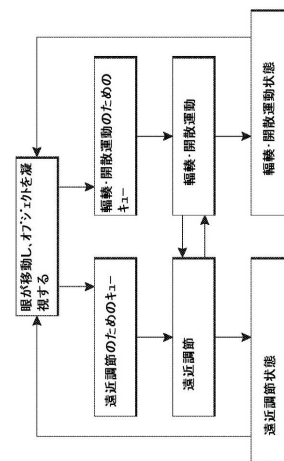 眼が移動し、オブジェクトを凝
視する
輻輳・開散運動のための
キュー
輻輳・開散運動
輻輳・開散運動状態
遠近調節のためのキュー
遠近調節
遠近調節状態